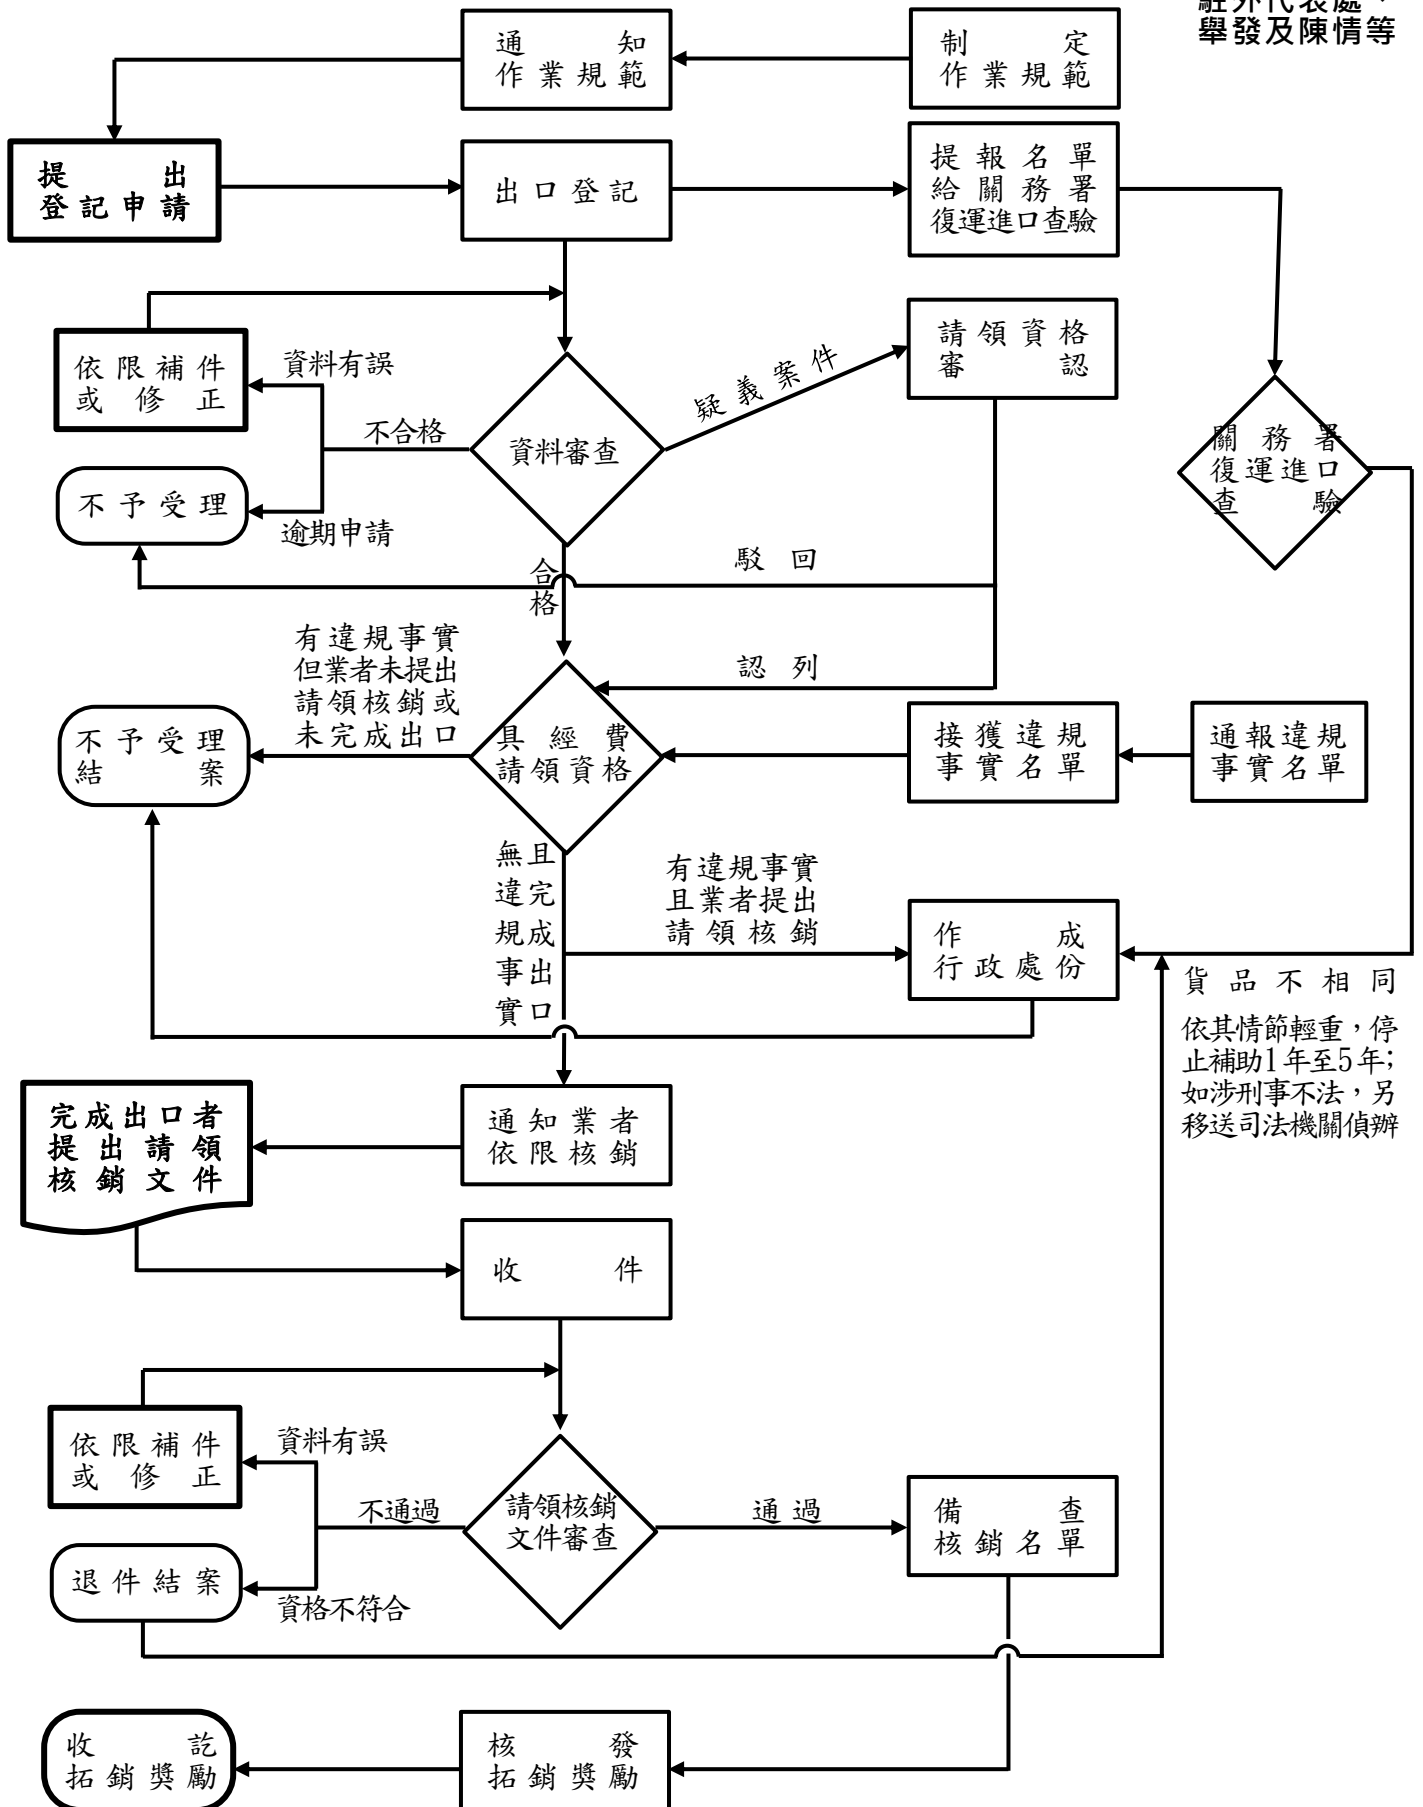 駐外代表處、
舉發及陳情等
通知
作業規範
制定
作業規範
提出
登記申請
出口登記
提報名單
給關務署
復運進口查驗
依限補件
或修正
資料有誤
不合格
資料審查
疑義案件
請領資格
審認
關務署
復運進口
查驗
不予受理
逾期申請
合格
駁回
有違規事實
但業者未提出
請領核銷或
未完成出口
認列
不予受理
結案
具經費
請領資格
接獲違規
事實名單
通報違規
事實名單
無違規事實
且完成出口
有違規事實
且業者提出
請領核銷
作成
行政處份
貨品不相同
依其情節輕重，停
止補助1年至5年；
如涉刑事不法，另
移送司法機關偵辦
完成出口者
提出請領
核銷文件
通知業者
依限核銷
收件
依限補件
或修正
資料有誤
不通過
請領核銷
文件審查
通過
備查
核銷名單
退件結案
資格不符合
收訖
拓銷獎勵
核發
拓銷獎勵